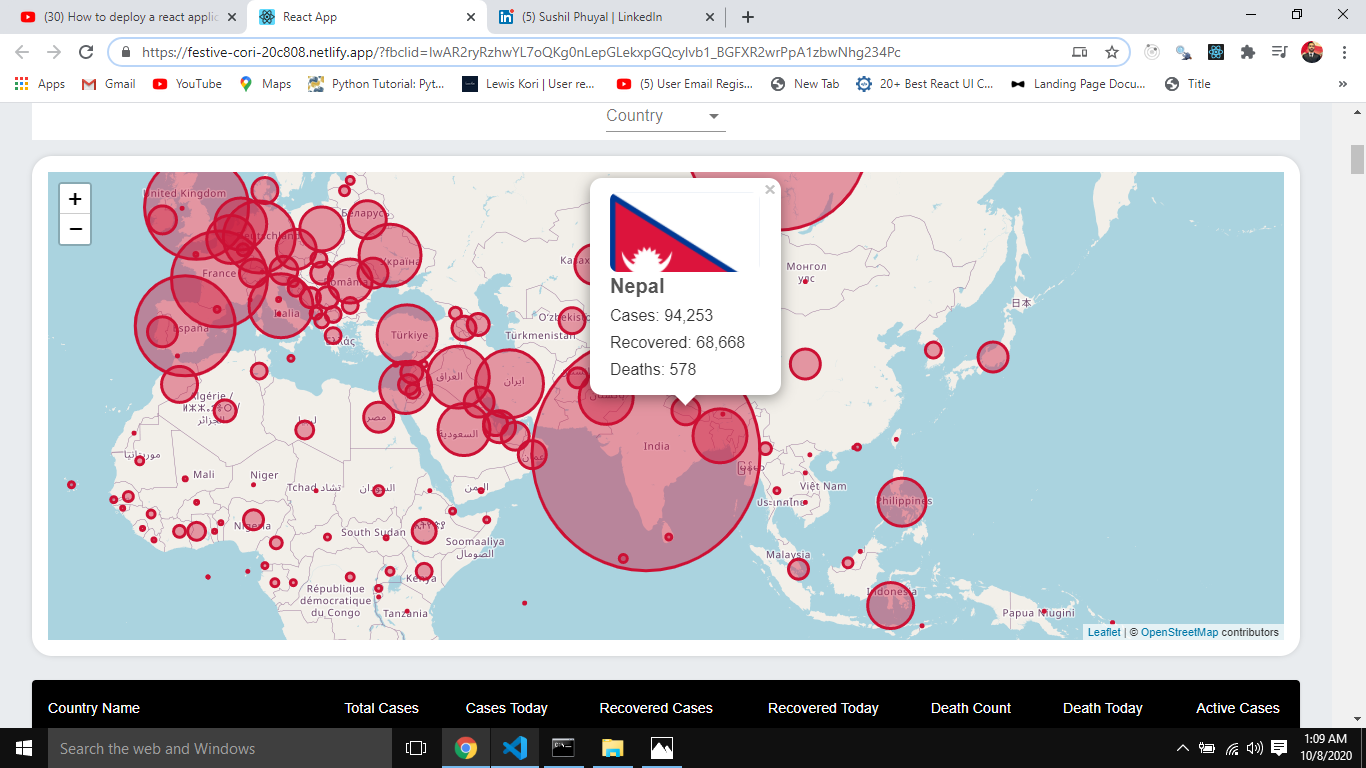 (30) How to deploy a react applic
React App
(5) Sushil Phuyal | LinkedIn
https://festive-cori-20c808.netlify.app/?fbclid=IwAR2ryRzhwYL7oQKg0nLepGLekxpGQcylvb1_BGFXR2wrPpA1zbwNhg234Pc
Apps Gmail YouTube Maps Python Tutorial: Pyt... Lewis Kori | User re... (5) User Email Regis... New Tab 20+ Best React UI C... Landing Page Docu... Title »
Country
+
−
United Kingdom
Беларусь
Deutschland
Україна
France
România
Italia
España
Türkiye
Ελλάς
O'zbekiston
Türkmenistan
Монгол
улс
日本
Nepal
Cases: 94,253
Recovered: 68,668
Deaths: 578
العراق
ایران
Algérie /
الجزائر
ليبيا
مصر
السعودية
India
موريتانيا
Mali
Niger
Tchad تشاد
السودان
اليمن
Việt Nam
ประเทศไทย
Philippines
Nigeria
South Sudan
Soomaaliya
الصومال
Malaysia
Kenya
République
démocratique
du Congo
Tanzania
Indonesia
Papua Niugini
Leaflet | © OpenStreetMap contributors
Country Name Total Cases Cases Today Recovered Cases Recovered Today Death Count Death Today Active Cases
Search the web and Windows
1:09 AM
10/8/2020